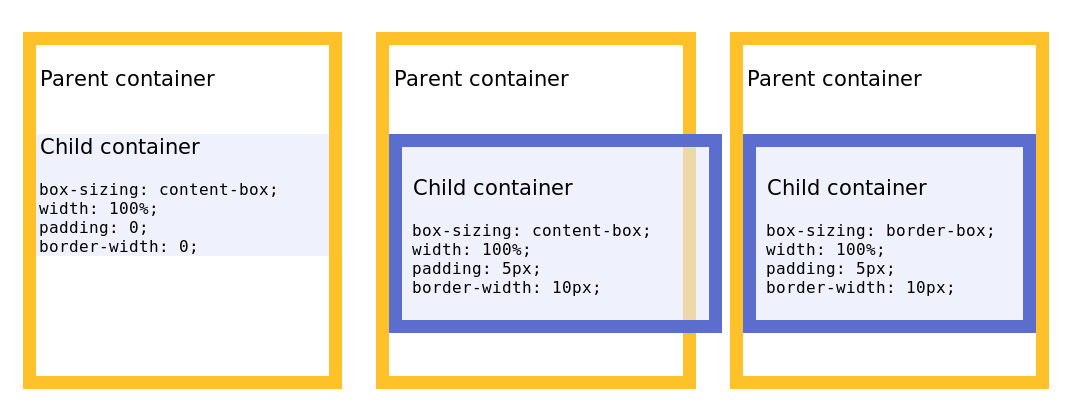 Parent container
Child container
box-sizing: content-box;
width: 100%;
padding: 0;
border-width: 0;
Parent container
Child container
box-sizing: content-box;
width: 100%;
padding: 5px;
border-width: 10px;
Parent container
Child container
box-sizing: border-box;
width: 100%;
padding: 5px;
border-width: 10px;